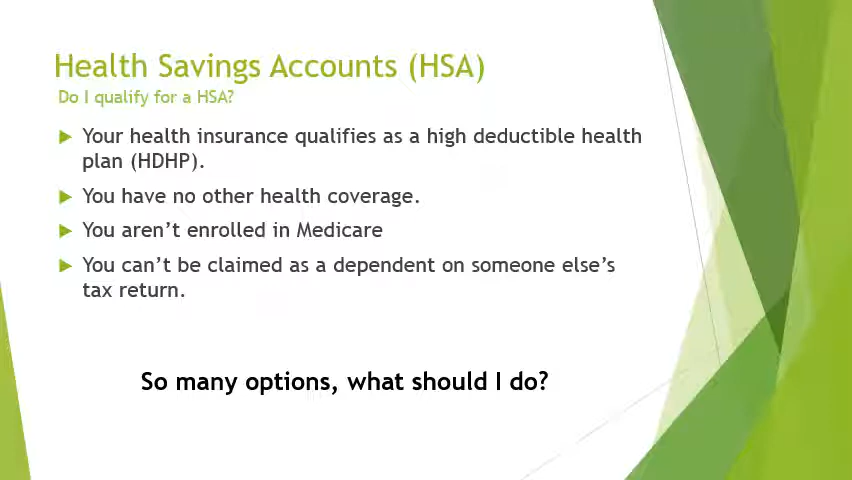 Health Savings Accounts (HSA)
Do I qualify for a HSA?
Your health insurance qualifies as a high deductible health
plan (HDHP).
You have no other health coverage.
You aren’t enrolled in Medicare
You can’t be claimed as a dependent on someone else’s
tax return.
So many options, what should I do?